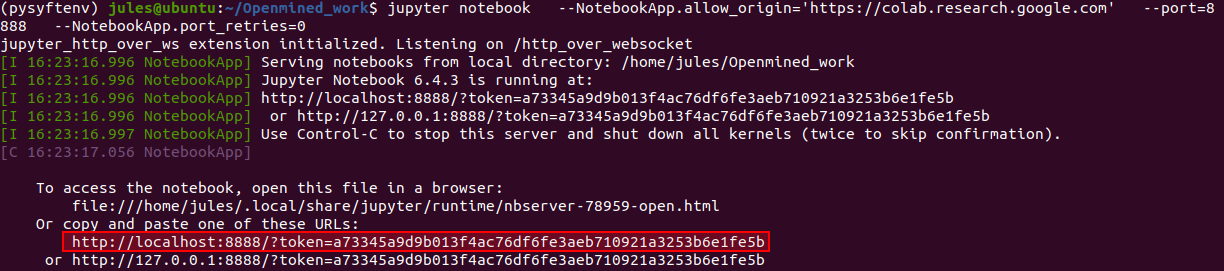 (pysyftenv) jules@ubuntu:~/Openmined_work$ jupyter notebook   --NotebookApp.allow_origin='https://colab.research.google.com'   --port=8
888   --NotebookApp.port_retries=0
jupyter_http_over_ws extension initialized. Listening on /http_over_websocket
[I 16:23:16.996 NotebookApp] Serving notebooks from local directory: /home/jules/Openmined_work
[I 16:23:16.996 NotebookApp] Jupyter Notebook 6.4.3 is running at:
[I 16:23:16.996 NotebookApp] http://localhost:8888/?token=a73345a9d9b013f4ac76df6fe3aeb710921a3253b6e1fe5b
[I 16:23:16.996 NotebookApp]  or http://127.0.0.1:8888/?token=a73345a9d9b013f4ac76df6fe3aeb710921a3253b6e1fe5b
[I 16:23:16.997 NotebookApp] Use Control-C to stop this server and shut down all kernels (twice to skip confirmation).
[C 16:23:17.056 NotebookApp]
    To access the notebook, open this file in a browser:
        file:///home/jules/.local/share/jupyter/runtime/nbserver-78959-open.html
    Or copy and paste one of these URLs:
        http://localhost:8888/?token=a73345a9d9b013f4ac76df6fe3aeb710921a3253b6e1fe5b
     or http://127.0.0.1:8888/?token=a73345a9d9b013f4ac76df6fe3aeb710921a3253b6e1fe5b